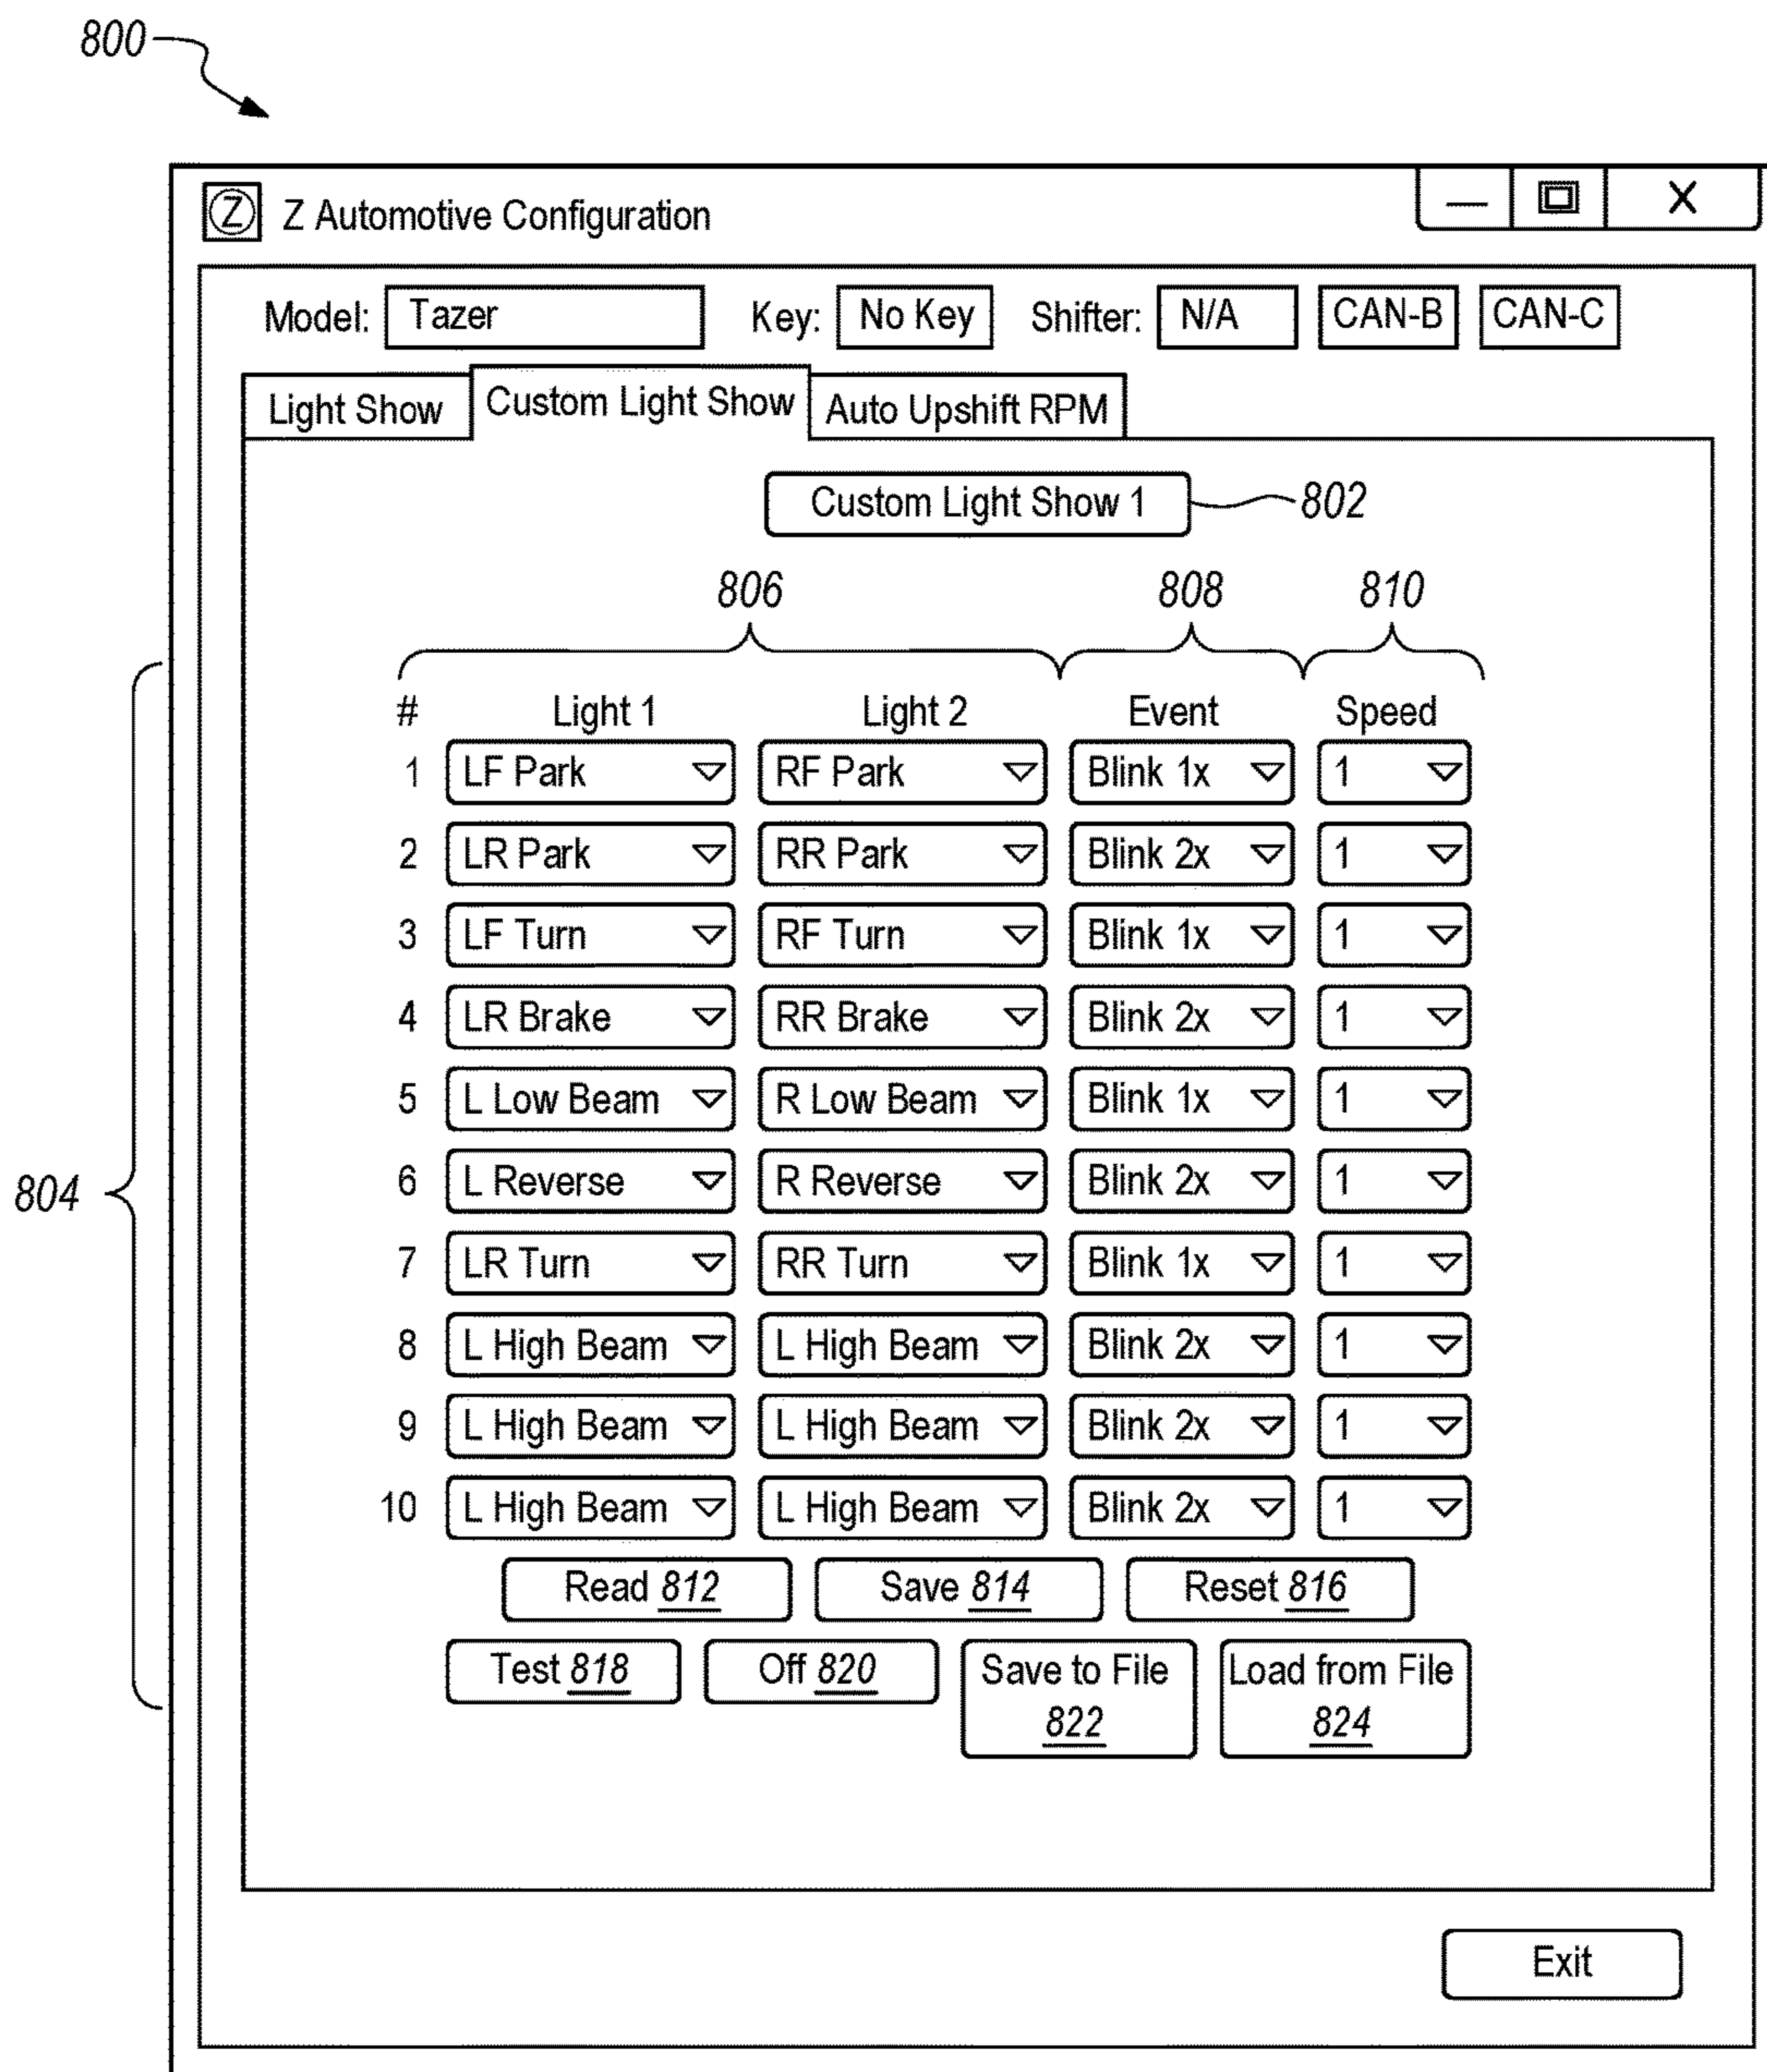 800
Z Z Automotive Configuration X
Model: Tazer Key: No Key Shifter: N/A CAN-B CAN-C
Light Show Custom Light Show Auto Upshift RPM
Custom Light Show 1 802
806 808 810
# Light 1 Light 2 Event Speed
1 LF Park RF Park Blink 1x 1
2 LR Park RR Park Blink 2x 1
3 LF Turn RF Turn Blink 1x 1
4 LR Brake RR Brake Blink 2x 1
5 L Low Beam R Low Beam Blink 1x 1
804
6 L Reverse R Reverse Blink 2x 1
7 LR Turn RR Turn Blink 1x 1
8 L High Beam L High Beam Blink 2x 1
9 L High Beam L High Beam Blink 2x 1
10 L High Beam L High Beam Blink 2x 1
Read 812 Save 814 Reset 816
Test 818 Off 820 Save to File 822 Load from File 824
Exit